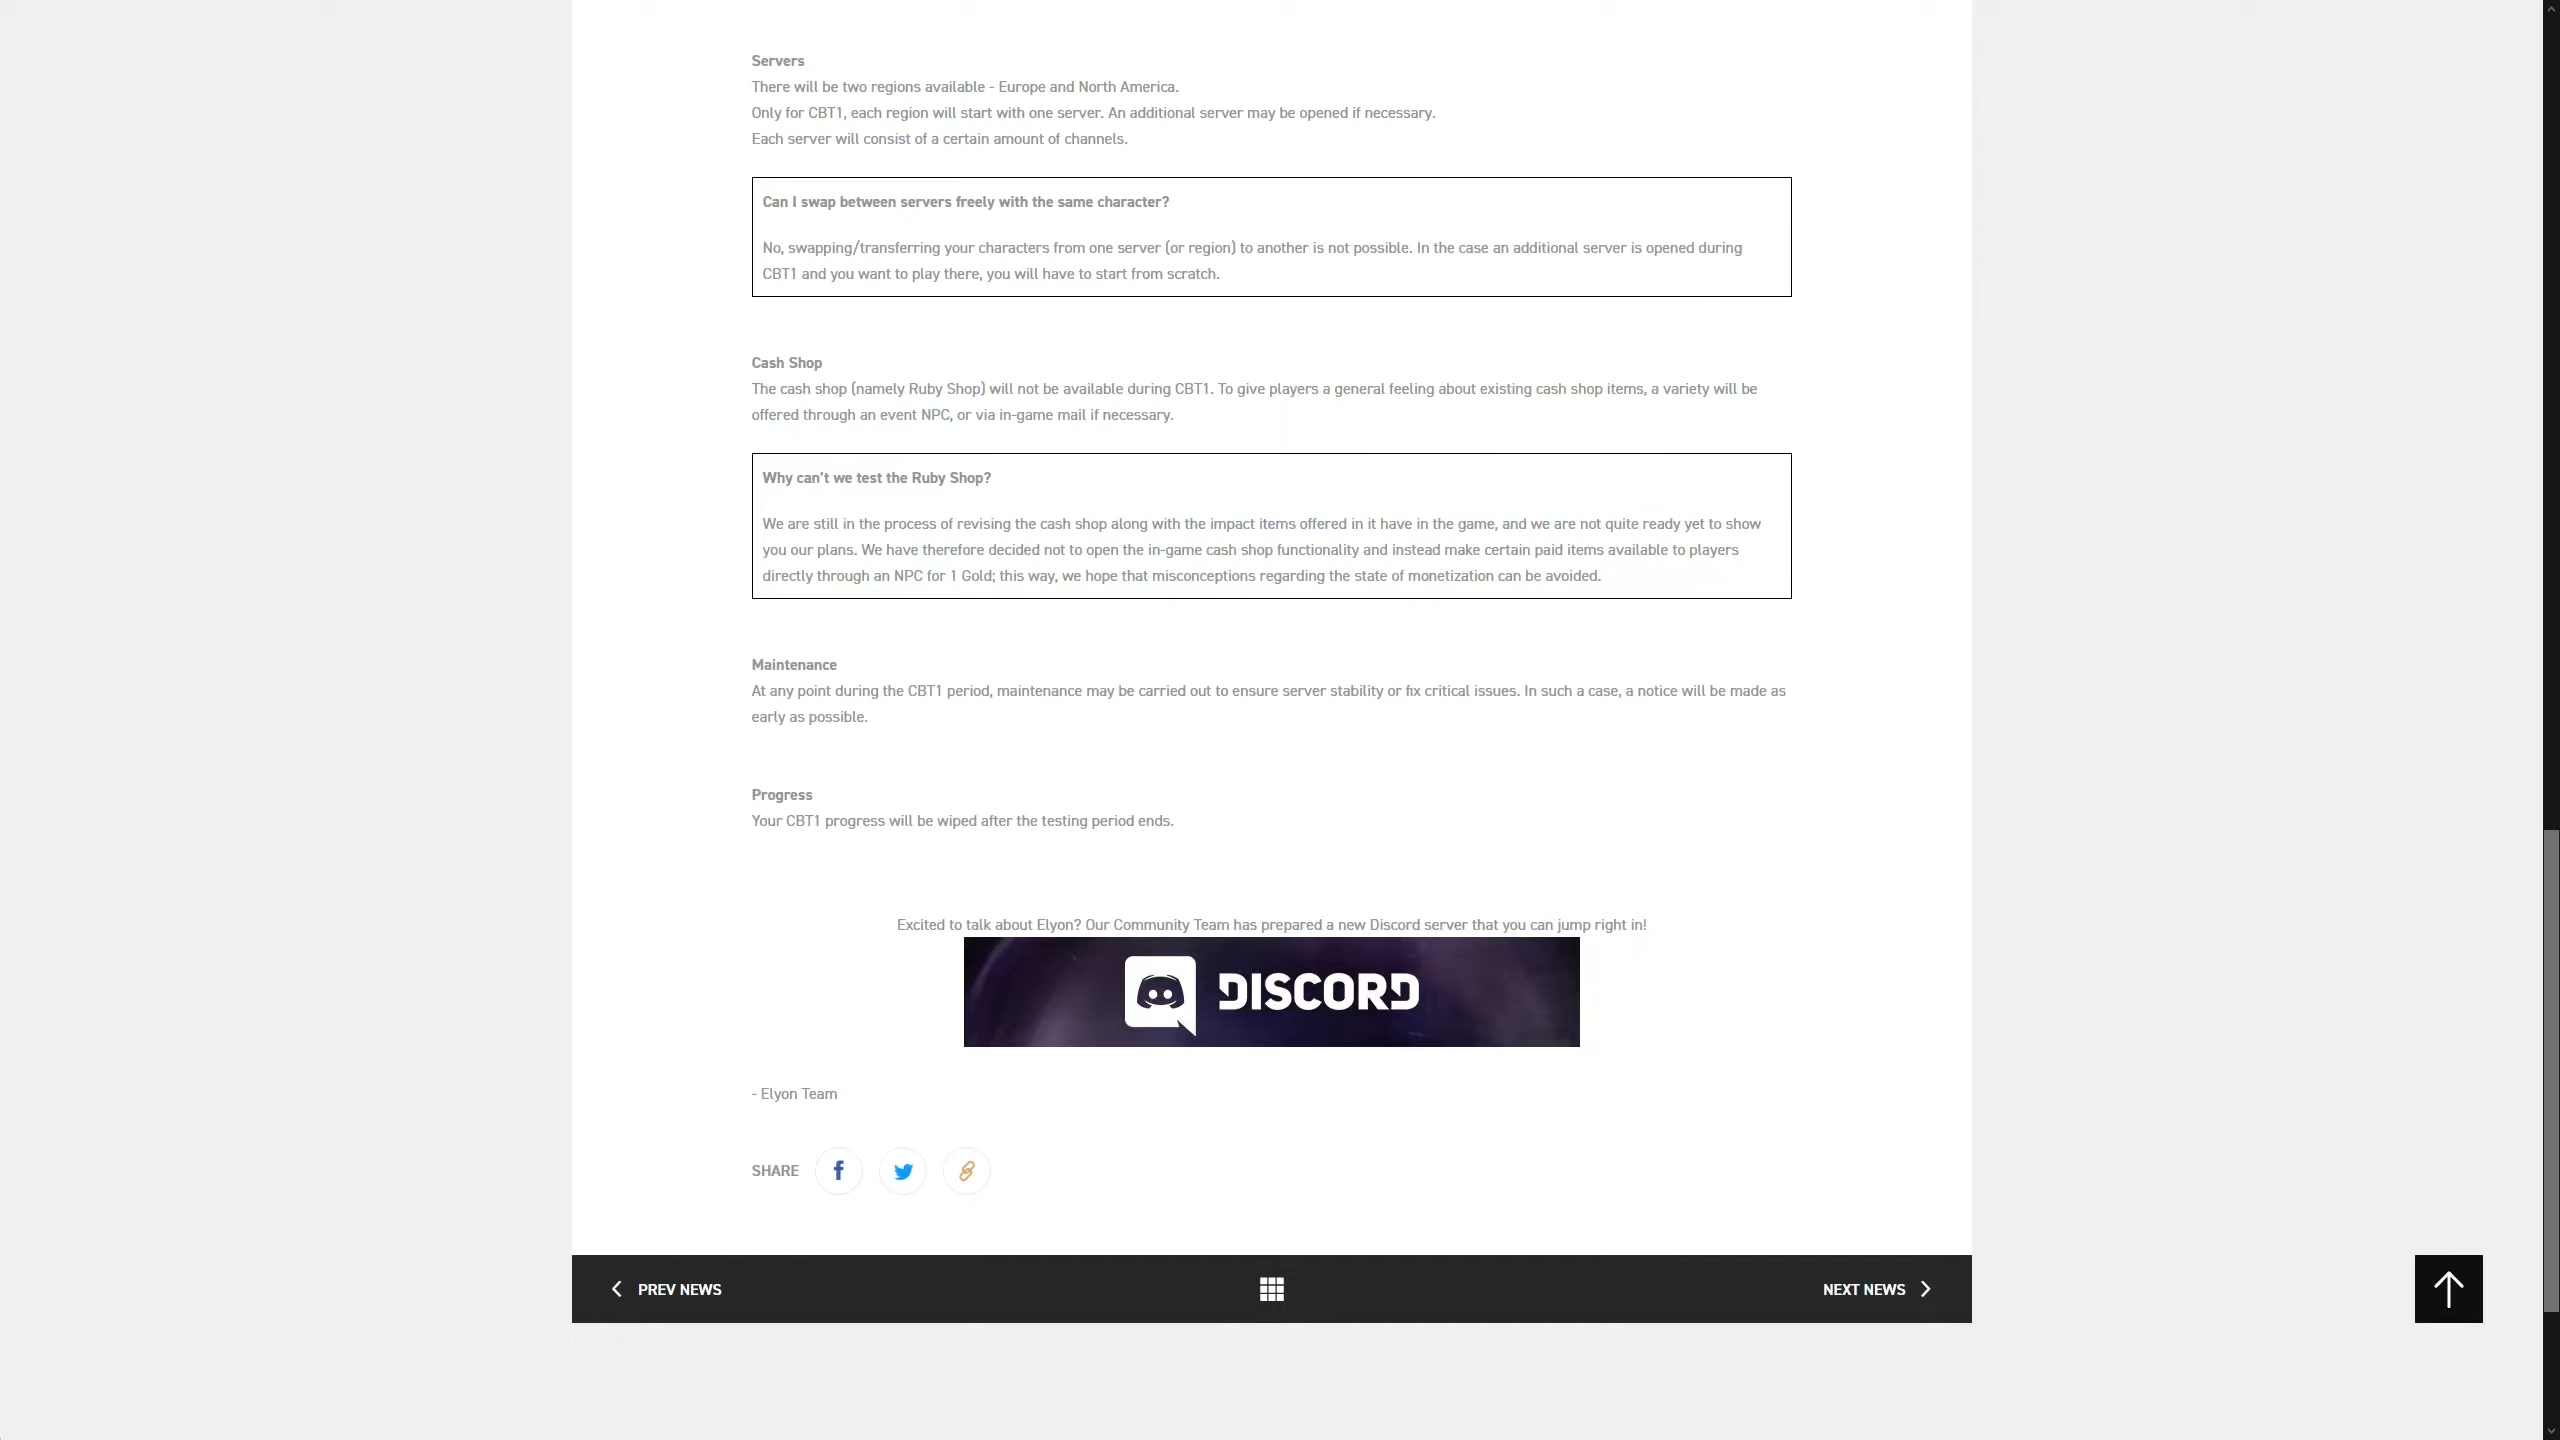 Servers
There will be two regions available - Europe and North America.
Only for CBT1, each region will start with one server. An additional server may be opened if necessary.
Each server will consist of a certain amount of channels.
Can I swap between servers freely with the same character?
No, swapping/transferring your characters from one server (or region) to another is not possible. In the case an additional server is opened during
CBT1 and you want to play there, you will have to start from scratch.
Cash Shop
The cash shop (namely Ruby Shop) will not be available during CBT1. To give players a general feeling about existing cash shop items, a variety will be
offered through an event NPC, or via in-game mail if necessary.
Why can't we test the Ruby Shop?
We are still in the process of revising the cash shop along with the impact items offered in it have in the game, and we are not quite ready yet to show
you our plans. We have therefore decided not to open the in-game cash shop functionality and instead make certain paid items available to players
directly through an NPC for 1 Gold; this way, we hope that misconceptions regarding the state of monetization can be avoided.
Maintenance
At any point during the CBT1 period, maintenance may be carried out to ensure server stability or fix critical issues. In such a case, a notice will be made as
early as possible.
Progress
Your CBT1 progress will be wiped after the testing period ends.
Excited to talk about Elyon? Our Community Team has prepared a new Discord server that you can jump right in!
DISCORD
- Elyon Team
SHARE
PREV NEWS
NEXT NEWS